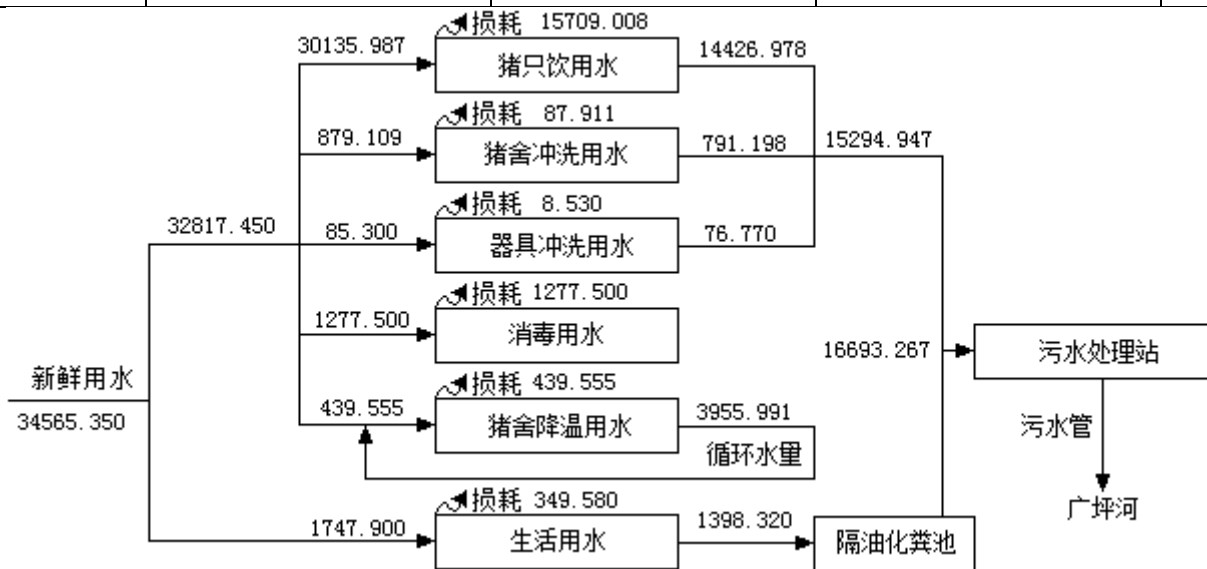 损耗 15709.008
30135.987
猪只饮用水
14426.978
损耗 87.911
879.109
猪舍冲洗用水
791.198
15294.947
损耗 8.530
32817.450
85.300
器具冲洗用水
76.770
损耗 1277.500
1277.500
消毒用水
16693.267
污水处理站
新鲜用水
34565.350
损耗 439.555
439.555
猪舍降温用水
3955.991
循环水量
污水管
广坪河
损耗 349.580
1747.900
生活用水
1398.320
隔油化粪池